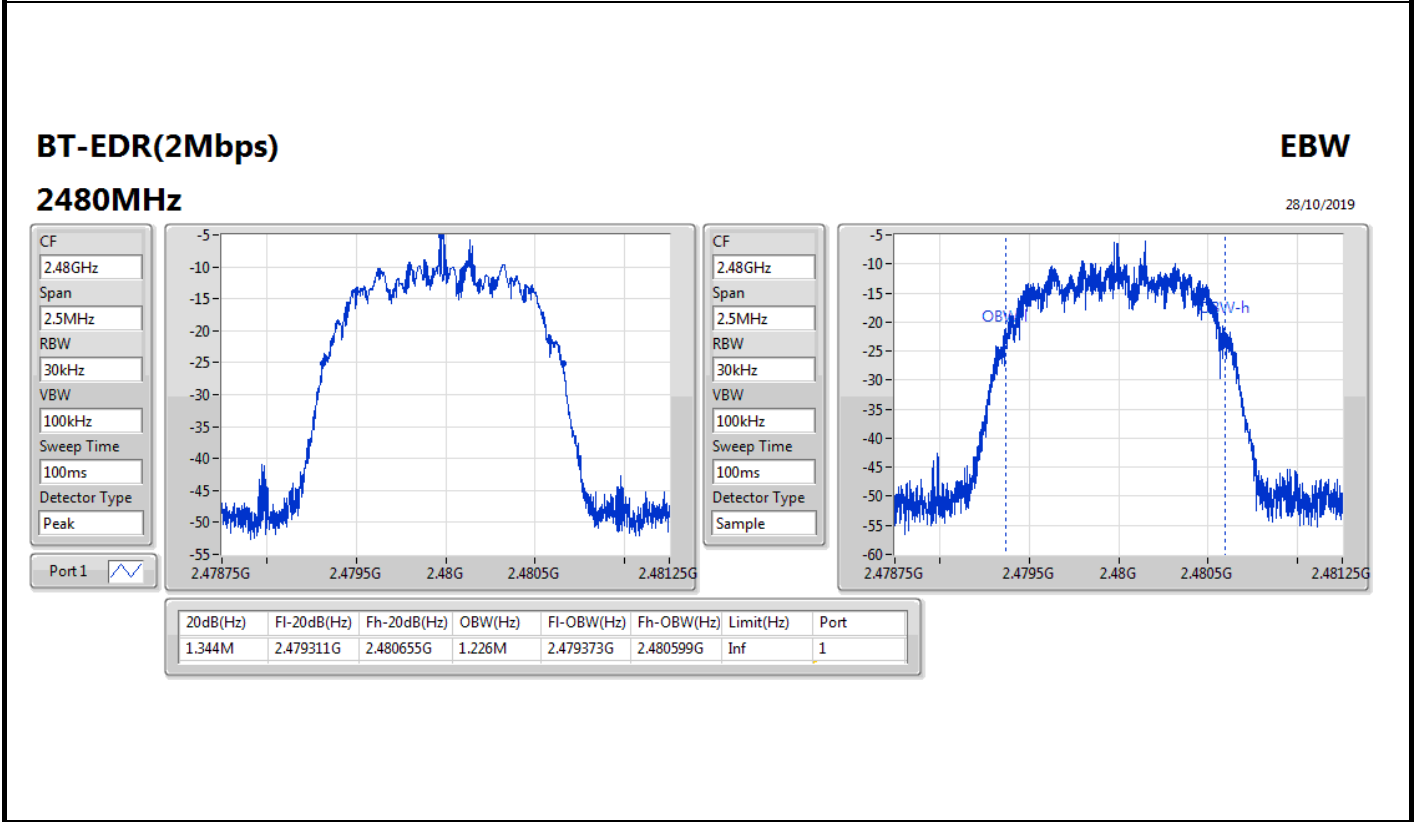 BT-EDR(2Mbps)
EBW
2480MHz
28/10/2019
CF
2.48GHz
Span
2.5MHz
RBW
30kHz
VBW
100kHz
Sweep Time
100ms
Detector Type
Peak
Port 1
-5
-10
-15
-20
-25
-30
-35
-40
-45
-50
-55
2.47875G 2.4795G 2.48G 2.4805G 2.48125G
CF
2.48GHz
Span
2.5MHz
RBW
30kHz
VBW
100kHz
Sweep Time
100ms
Detector Type
Sample
-5
-10
-15
-20
-25
-30
-35
-40
-45
-50
-55
-60
OBW-h
2.47875G 2.4795G 2.48G 2.4805G 2.48125G
20dB(Hz) Fl-20dB(Hz) Fh-20dB(Hz) OBW(Hz) Fl-OBW(Hz) Fh-OBW(Hz) Limit(Hz) Port
1.344M 2.479311G 2.480655G 1.226M 2.479373G 2.480599G Inf 1